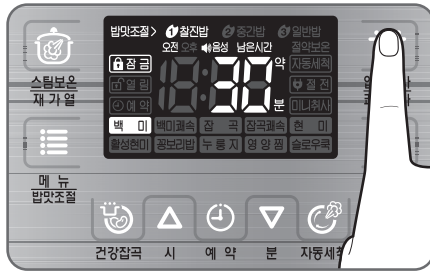 밥맛조절> 1 찰진밥 2 중간밥 3 일반밥
오전 오후 음성 남은시간 절약보온
잠금 약 자동세척
열림 30 절전
예약 분 미니취사
백미 백미쾌속 잡곡 잡곡쾌속 현미
활성현미 꽁보리밥 누룽지 영양찜 슬로우쿡
스팀보온
재가열
메뉴
밥맛조절
건강잡곡 시 예약 분 자동세척